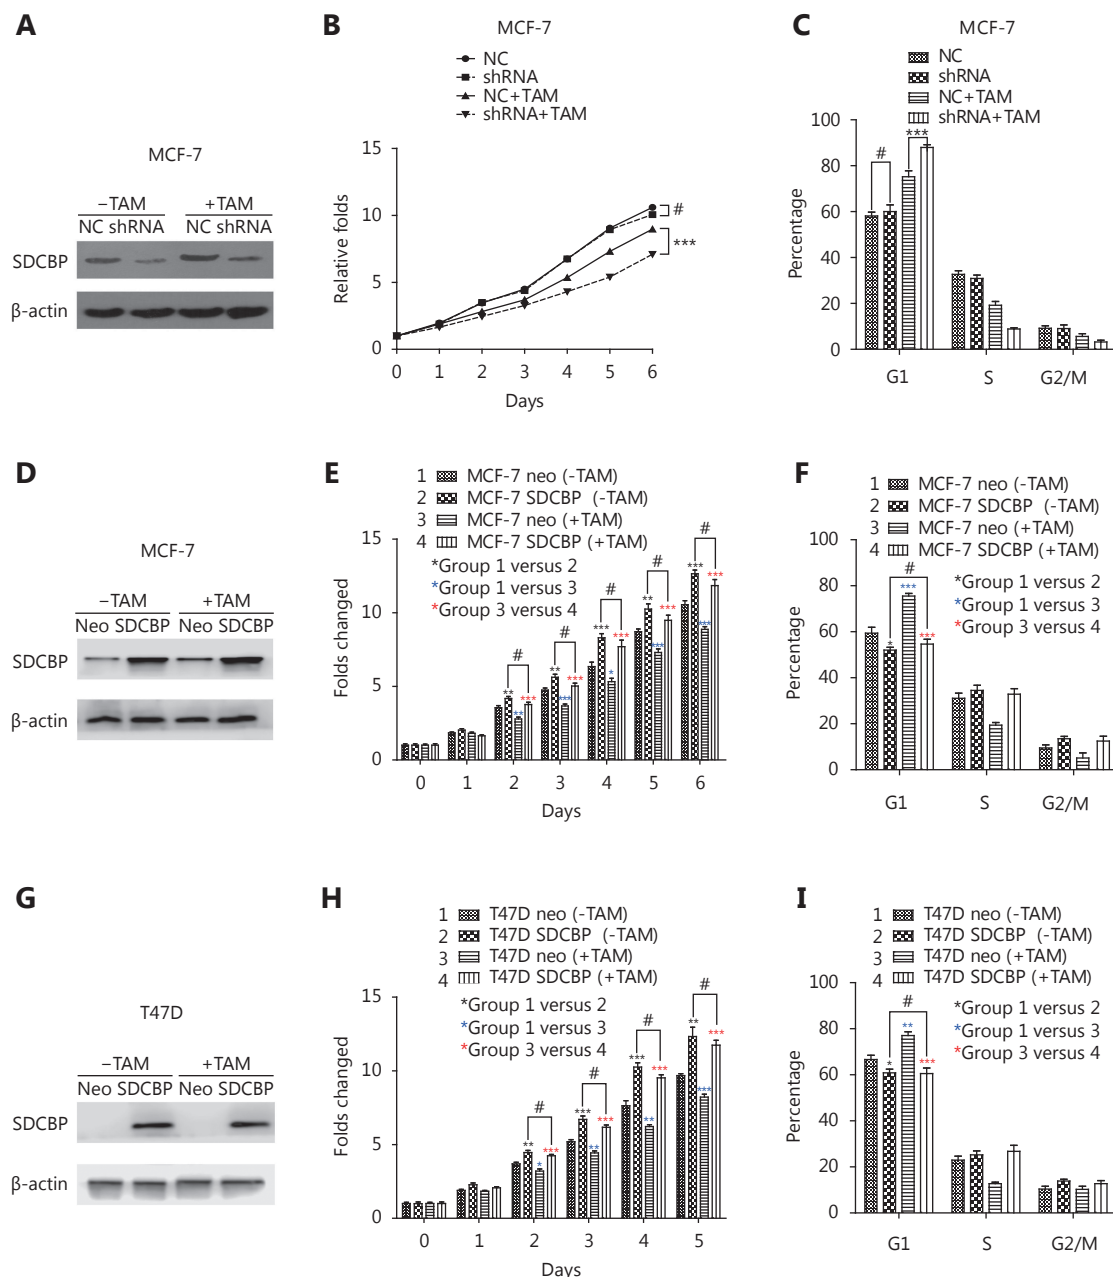 A
MCF-7
−TAM +TAM
NC shRNA NC shRNA
SDCBP
β-actin
B
MCF-7
NC
shRNA
NC+TAM
shRNA+TAM
Relative folds
15
10
5
0
#
***
0 1 2 3 4 5 6
Days
C
MCF-7
NC
shRNA
NC+TAM
shRNA+TAM
Percentage
100
80
60
40
20
0
#
***
G1 S G2/M
D
MCF-7
−TAM +TAM
Neo SDCBP Neo SDCBP
SDCBP
β-actin
E
1 MCF-7 neo (-TAM)
2 MCF-7 SDCBP (-TAM)
3 MCF-7 neo (+TAM)
4 MCF-7 SDCBP (+TAM)
*Group 1 versus 2
*Group 1 versus 3
*Group 3 versus 4
Folds changed
15
10
5
0
# # # # #
** ** *** ** ***
** *** * *** ***
*** *** *** *** ***
0 1 2 3 4 5 6
Days
F
1 MCF-7 neo (-TAM)
2 MCF-7 SDCBP (-TAM)
3 MCF-7 neo (+TAM)
4 MCF-7 SDCBP (+TAM)
*Group 1 versus 2
*Group 1 versus 3
*Group 3 versus 4
Percentage
100
80
60
40
20
0
#
* *** ***
G1 S G2/M
G
T47D
−TAM +TAM
Neo SDCBP Neo SDCBP
SDCBP
β-actin
H
1 T47D neo (-TAM)
2 T47D SDCBP (-TAM)
3 T47D neo (+TAM)
4 T47D SDCBP (+TAM)
*Group 1 versus 2
*Group 1 versus 3
*Group 3 versus 4
Folds changed
15
10
5
0
# # # #
** *** *** **
* ** ** ***
*** *** *** ***
0 1 2 3 4 5
Days
I
1 T47D neo (-TAM)
2 T47D SDCBP (-TAM)
3 T47D neo (+TAM)
4 T47D SDCBP (+TAM)
*Group 1 versus 2
*Group 1 versus 3
*Group 3 versus 4
Percentage
100
80
60
40
20
0
#
* ** ***
G1 S G2/M